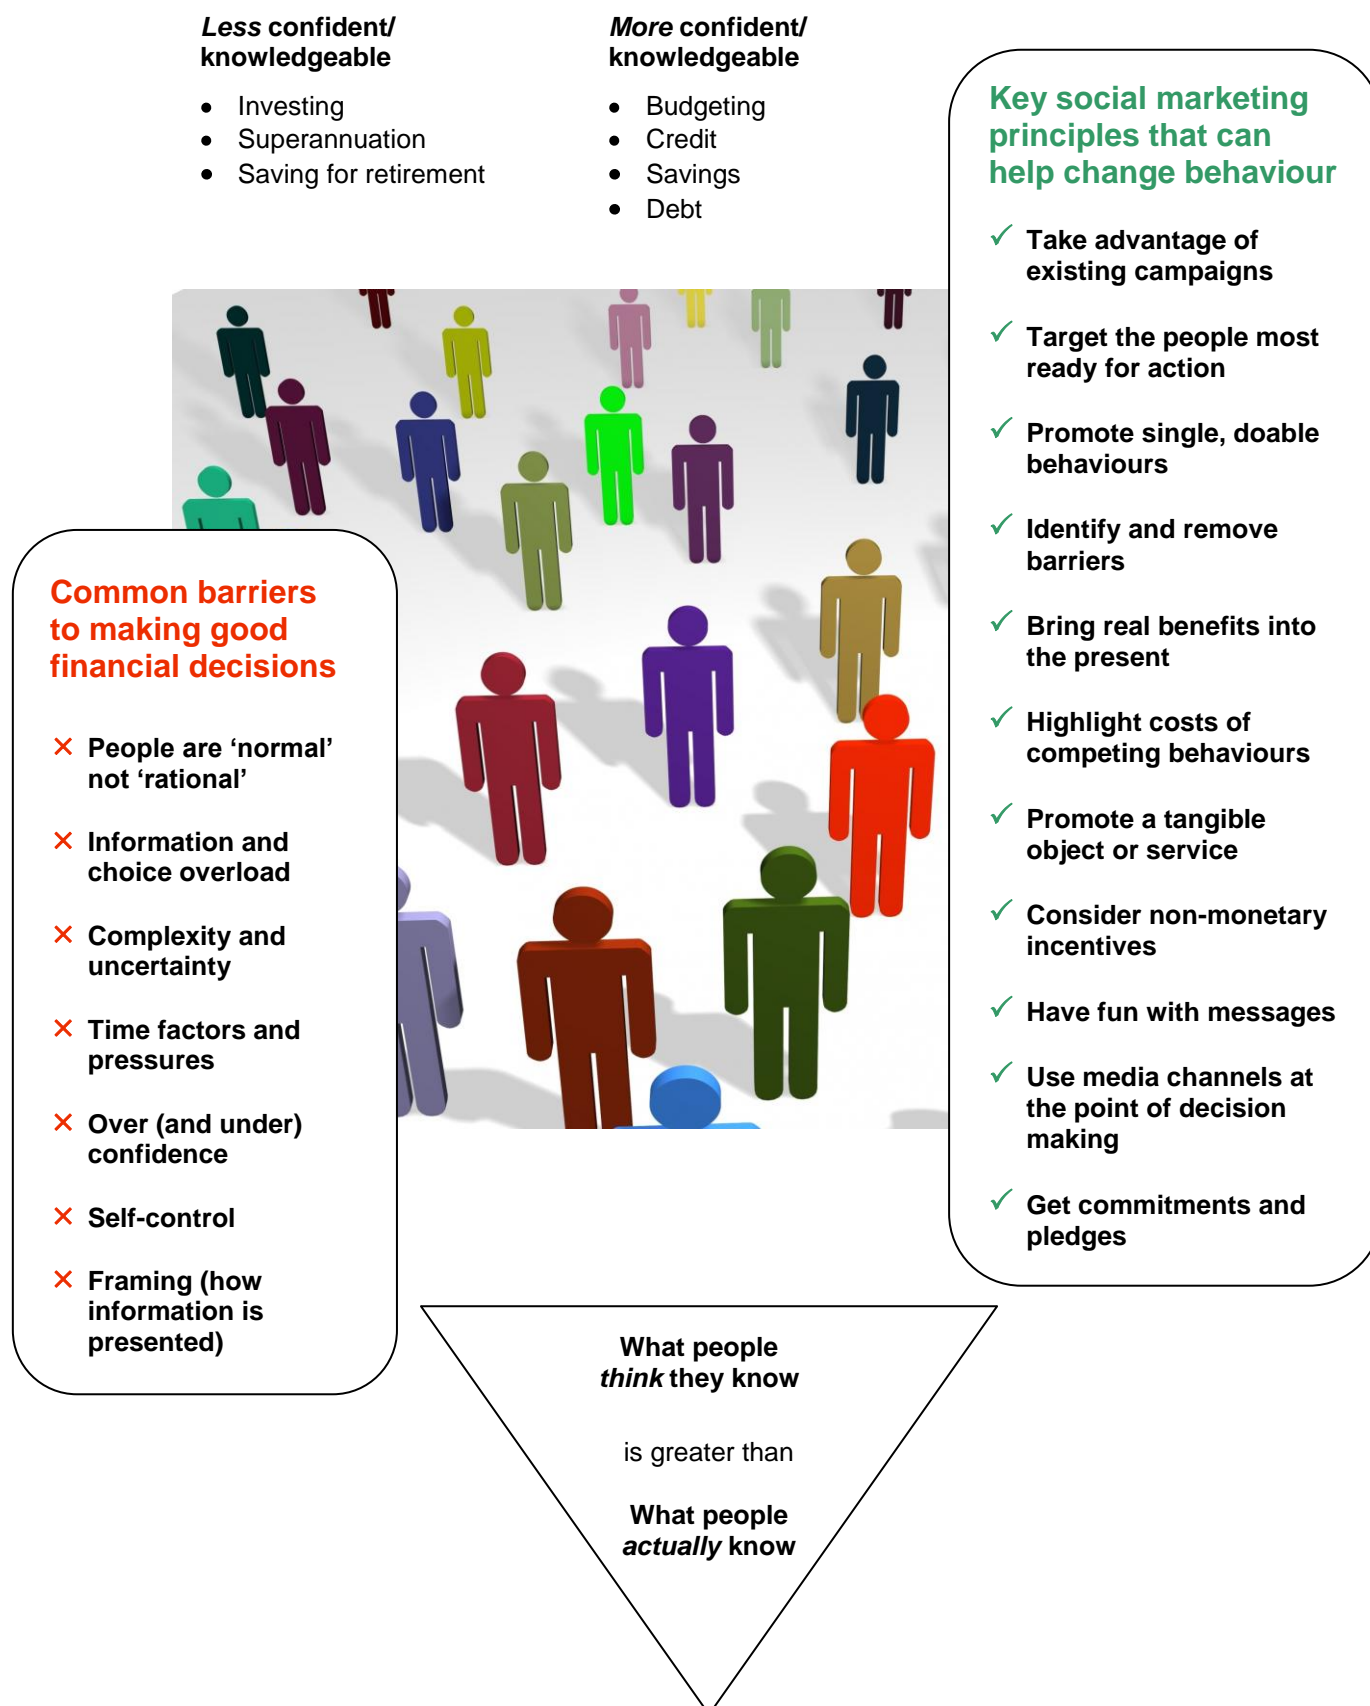 Less confident/
knowledgeable
• Investing
• Superannuation
• Saving for retirement
More confident/
knowledgeable
• Budgeting
• Credit
• Savings
• Debt
Key social marketing
principles that can
help change behaviour
✓ Take advantage of
existing campaigns
✓ Target the people most
ready for action
✓ Promote single, doable
behaviours
✓ Identify and remove
barriers
✓ Bring real benefits into
the present
✓ Highlight costs of
competing behaviours
✓ Promote a tangible
object or service
✓ Consider non-monetary
incentives
✓ Have fun with messages
✓ Use media channels at
the point of decision
making
✓ Get commitments and
pledges
Common barriers
to making good
financial decisions
✕ People are ‘normal’
not ‘rational’
✕ Information and
choice overload
✕ Complexity and
uncertainty
✕ Time factors and
pressures
✕ Over (and under)
confidence
✕ Self-control
✕ Framing (how
information is
presented)
What people
think they know
is greater than
What people
actually know